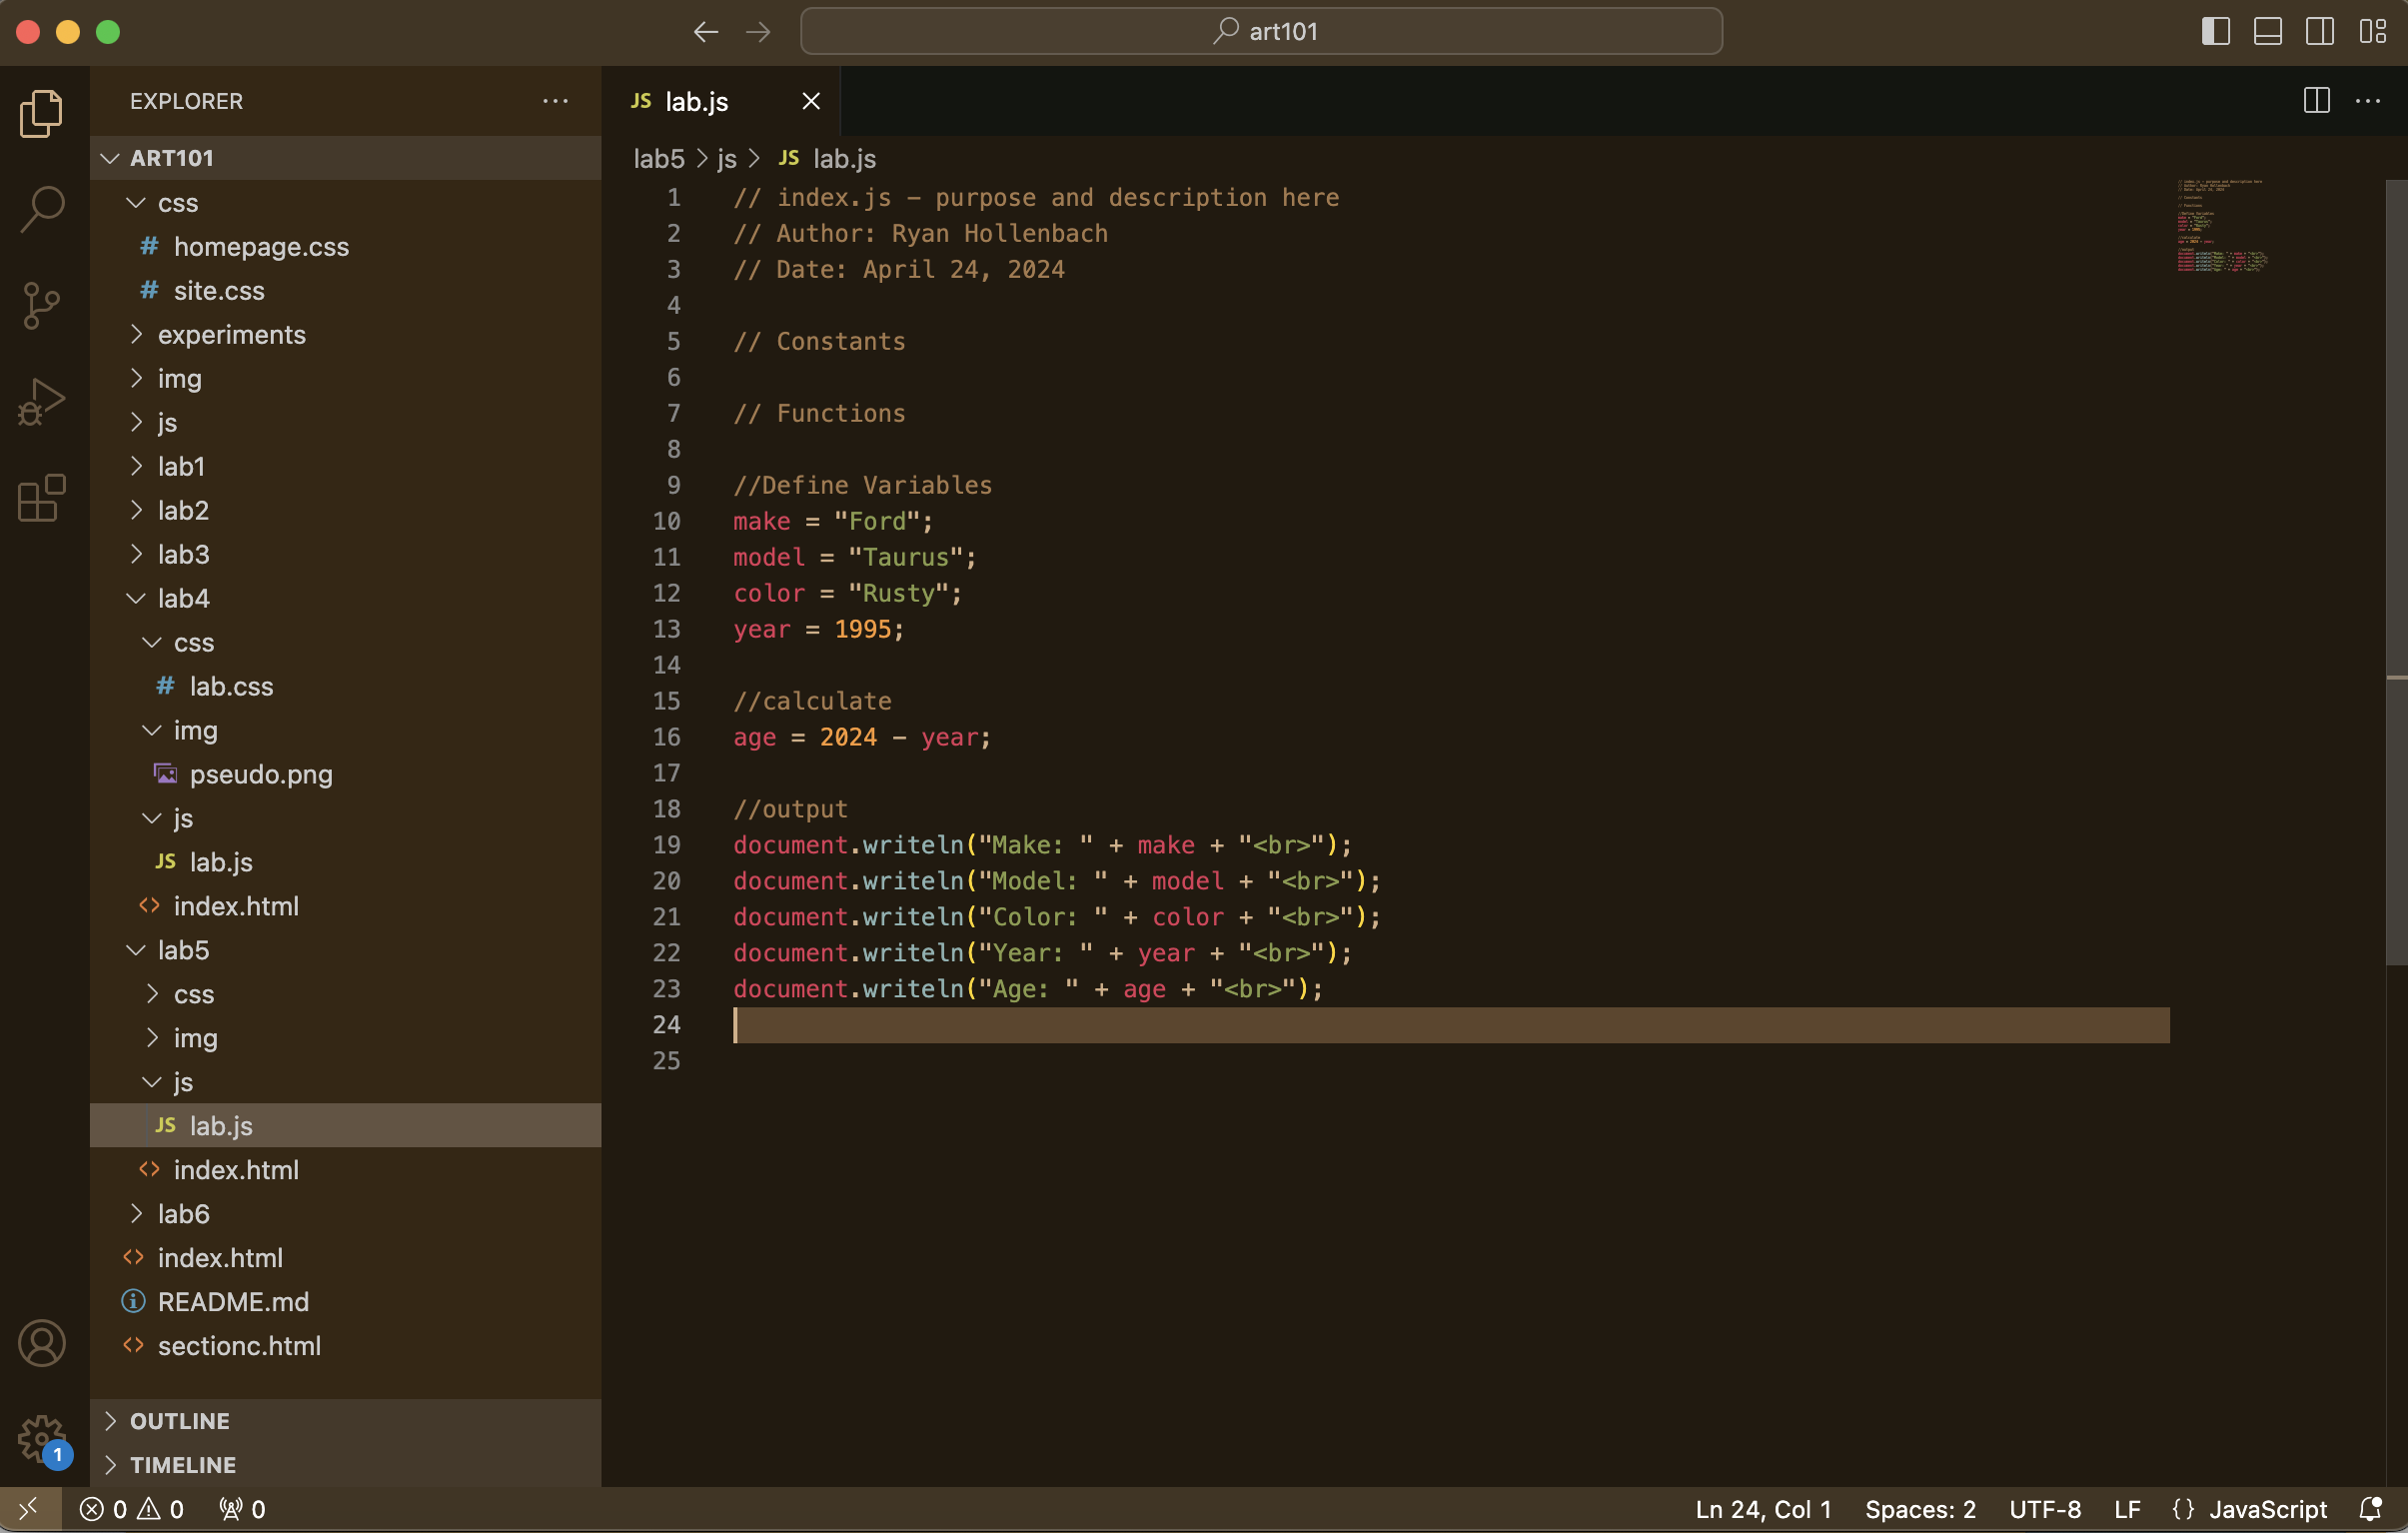 art101
EXPLORER
ART101
css
# homepage.css
# site.css
experiments
img
js
lab1
lab2
lab3
lab4
css
# lab.css
img
pseudo.png
js
JS lab.js
<> index.html
lab5
css
img
js
JS lab.js
<> index.html
lab6
<> index.html
README.md
<> sectionc.html
OUTLINE
TIMELINE
1
JS lab.js
lab5 > js > JS lab.js
1 // index.js - purpose and description here
2 // Author: Ryan Hollenbach
3 // Date: April 24, 2024
4
5 // Constants
6
7 // Functions
8
9 //Define Variables
10 make = "Ford";
11 model = "Taurus";
12 color = "Rusty";
13 year = 1995;
14
15 //calculate
16 age = 2024 - year;
17
18 //output
19 document.writeln("Make: " + make + "<br>");
20 document.writeln("Model: " + model + "<br>");
21 document.writeln("Color: " + color + "<br>");
22 document.writeln("Year: " + year + "<br>");
23 document.writeln("Age: " + age + "<br>");
24
25
0 0 0 Ln 24, Col 1 Spaces: 2 UTF-8 LF {} JavaScript